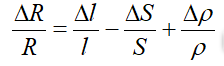 ΔR/R = Δl/l − ΔS/S + Δρ/ρ